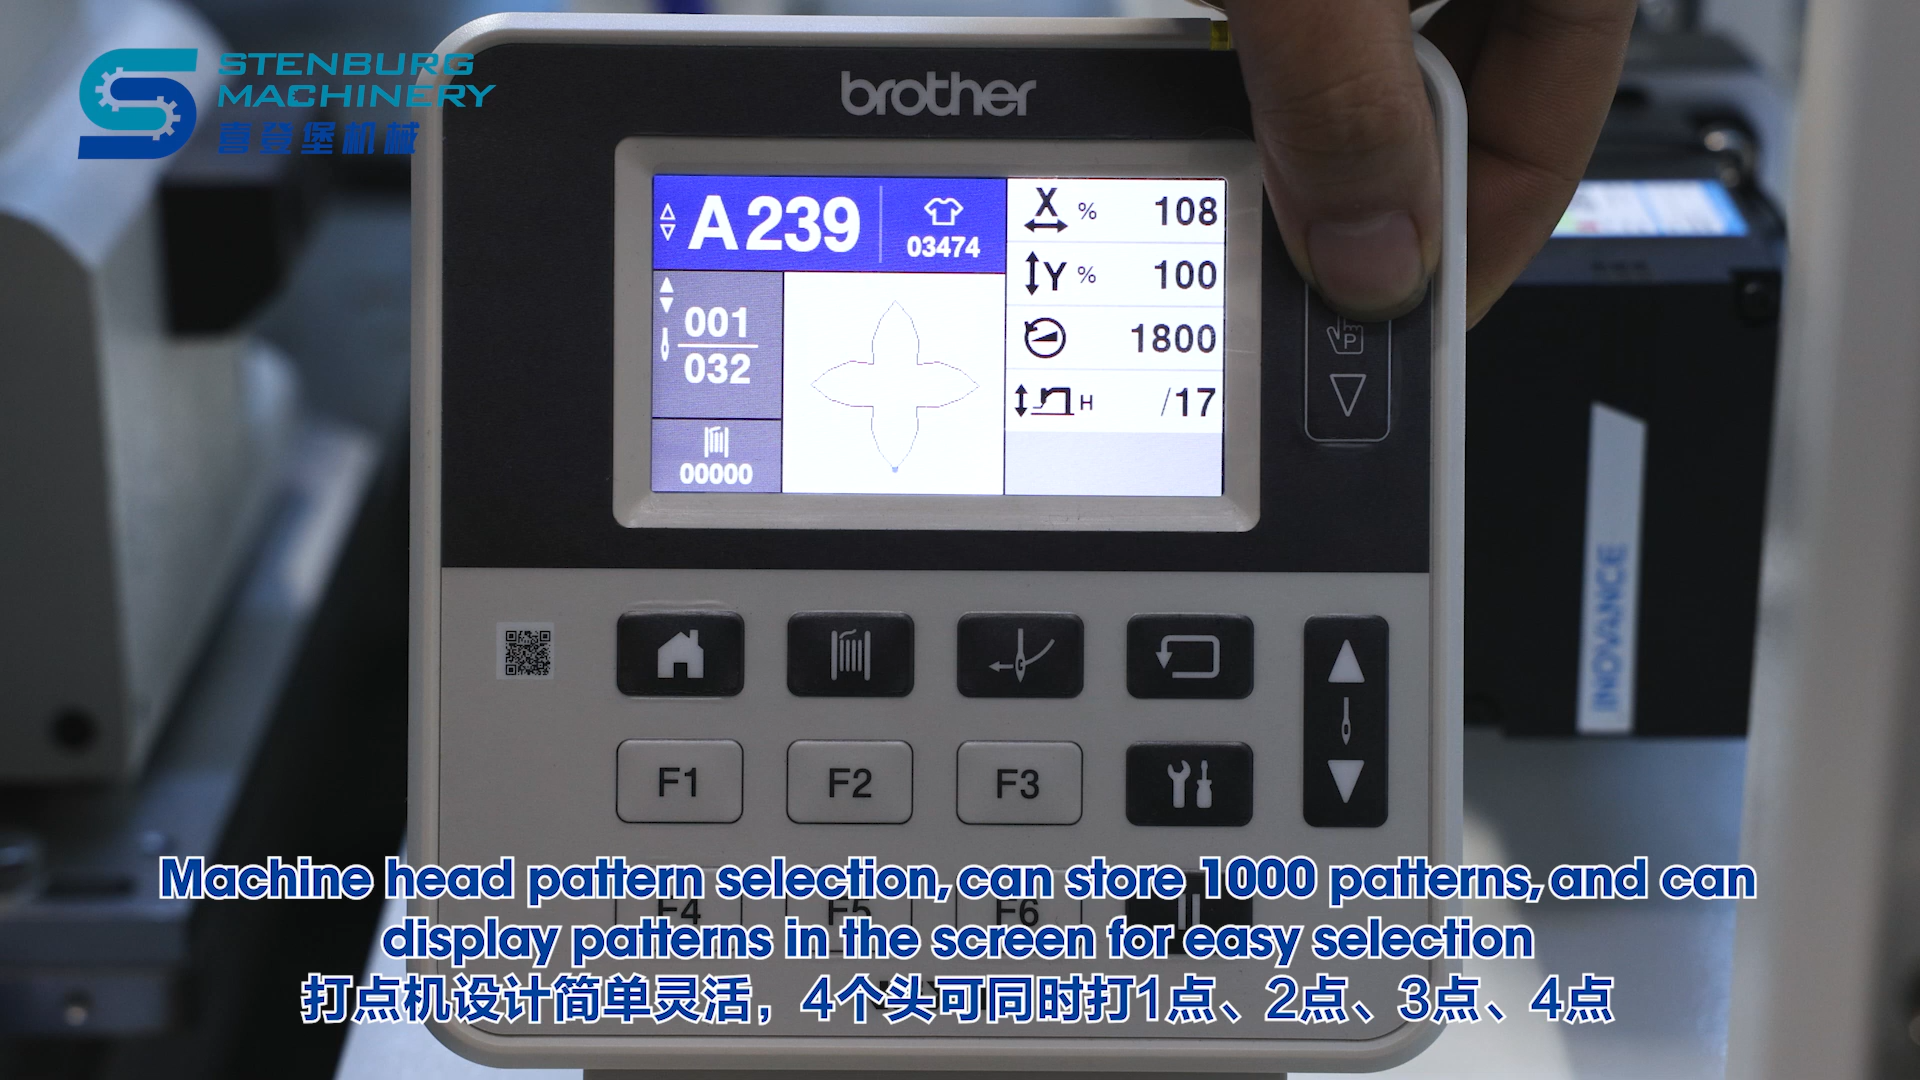 STENBURG
MACHINERY
喜登堡机械
brother
A239
03474
X % 108
Y % 100
1800
H /17
001
032
00000
P
INOVANCE
F1 F2 F3
F4 F5 F6
Machine head pattern selection, can store 1000 patterns, and can
display patterns in the screen for easy selection
打点机设计简单灵活，4个头可同时打1点、2点、3点、4点